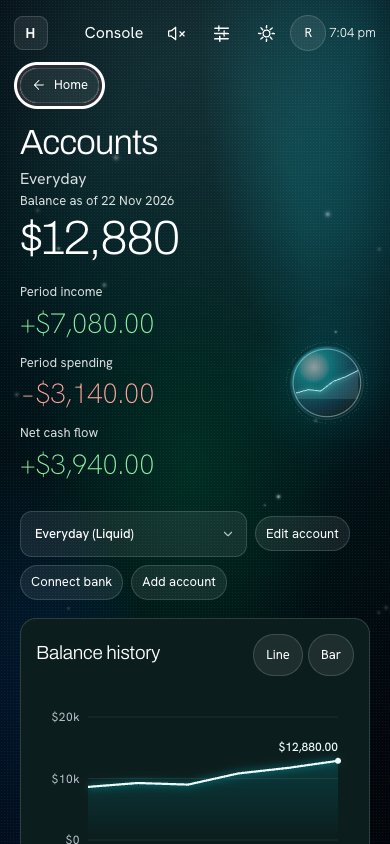 H Console R 7:04 pm
Home
Accounts
Everyday
Balance as of 22 Nov 2026
$12,880
Period income
+$7,080.00
Period spending
−$3,140.00
Net cash flow
+$3,940.00
Everyday (Liquid) Edit account
Connect bank Add account
Balance history Line Bar
$20k
$12,880.00
$10k
$0